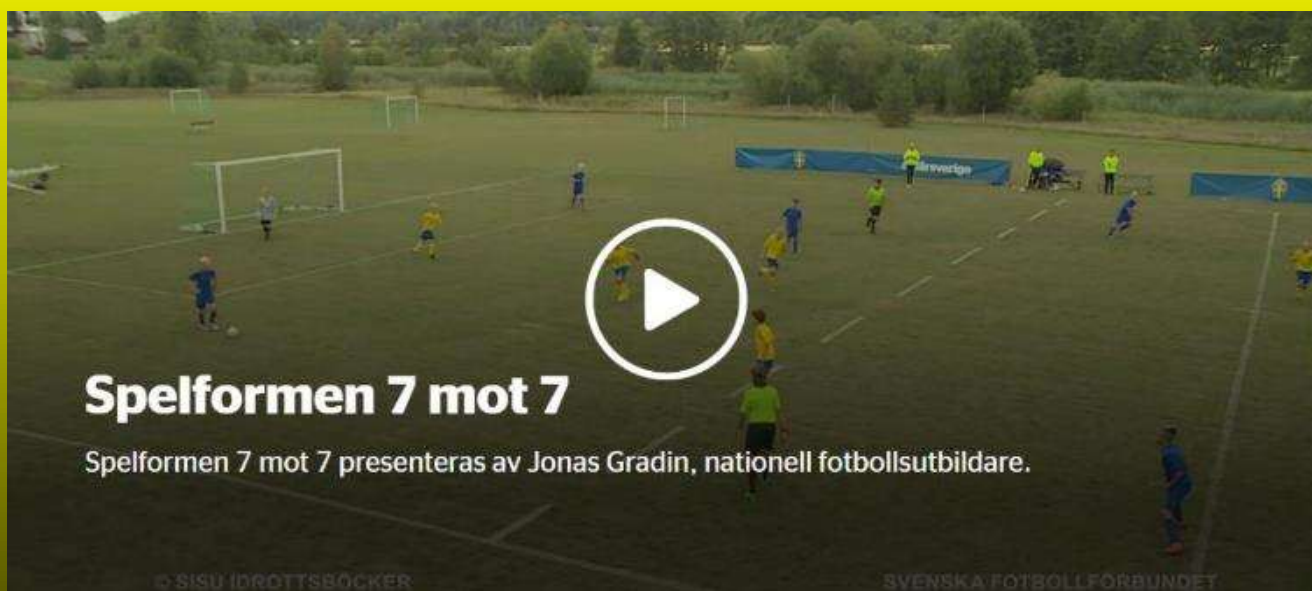 Spelformen 7 mot 7
Spelformen 7 mot 7 presenteras av Jonas Gradin, nationell fotbollsutbildare.
© SISU IDROTTSBÖCKER
SVENSKA FOTBOLLFÖRBUNDET